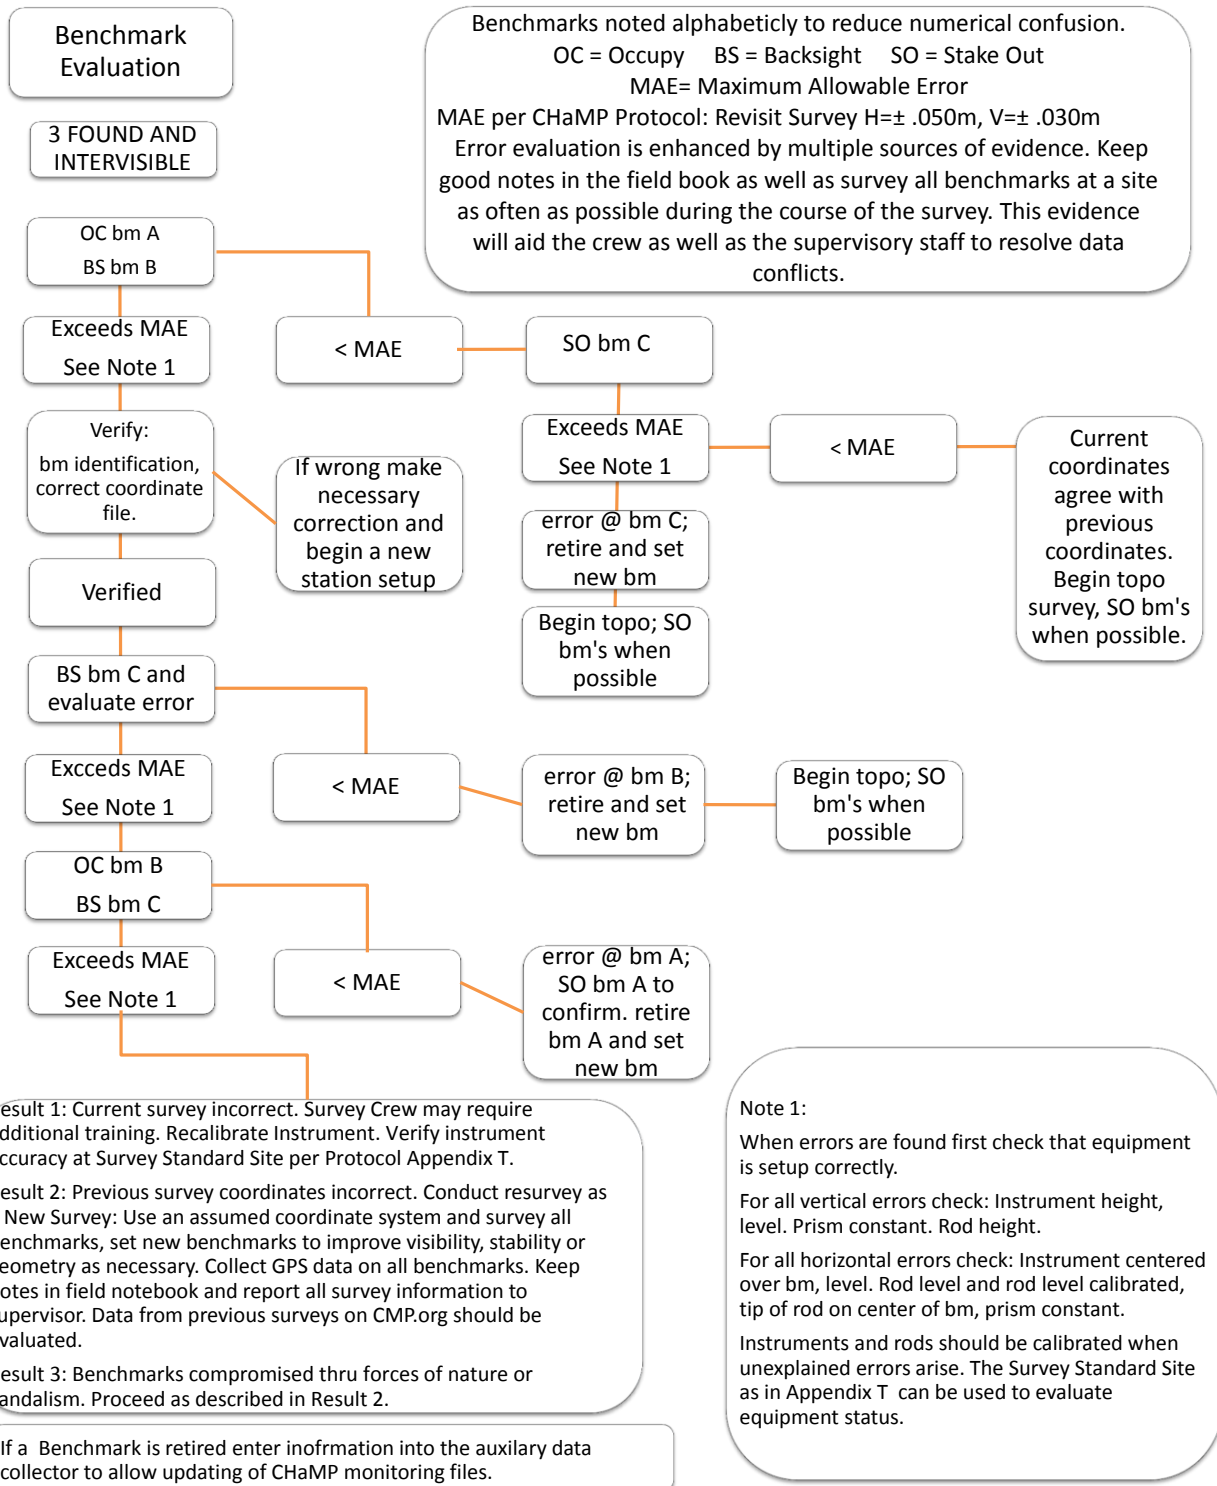 Benchmark
Evaluation
Benchmarks noted alphabeticly to reduce numerical confusion.
OC = Occupy BS = Backsight SO = Stake Out
MAE= Maximum Allowable Error
MAE per CHaMP Protocol: Revisit Survey H=± .050m, V=± .030m
Error evaluation is enhanced by multiple sources of evidence. Keep
good notes in the field book as well as survey all benchmarks at a site
as often as possible during the course of the survey. This evidence
will aid the crew as well as the supervisory staff to resolve data
conflicts.
3 FOUND AND
INTERVISIBLE
OC bm A
BS bm B
Exceeds MAE
See Note 1
< MAE
SO bm C
Verify:
bm identification,
correct coordinate
file.
If wrong make
necessary
correction and
begin a new
station setup
Exceeds MAE
See Note 1
< MAE
Current
coordinates
agree with
previous
coordinates.
Begin topo
survey, SO bm's
when possible.
error @ bm C;
retire and set
new bm
Begin topo; SO
bm's when
possible
Verified
BS bm C and
evaluate error
Excceds MAE
See Note 1
< MAE
error @ bm B;
retire and set
new bm
Begin topo; SO
bm's when
possible
OC bm B
BS bm C
Exceeds MAE
See Note 1
< MAE
error @ bm A;
SO bm A to
confirm. retire
bm A and set
new bm
esult 1: Current survey incorrect. Survey Crew may require
dditional training. Recalibrate Instrument. Verify instrument
ccuracy at Survey Standard Site per Protocol Appendix T.
esult 2: Previous survey coordinates incorrect. Conduct resurvey as
New Survey: Use an assumed coordinate system and survey all
enchmarks, set new benchmarks to improve visibility, stability or
eometry as necessary. Collect GPS data on all benchmarks. Keep
otes in field notebook and report all survey information to
upervisor. Data from previous surveys on CMP.org should be
valuated.
esult 3: Benchmarks compromised thru forces of nature or
andalism. Proceed as described in Result 2.
If a Benchmark is retired enter inofrmation into the auxilary data
collector to allow updating of CHaMP monitoring files.
Note 1:
When errors are found first check that equipment
is setup correctly.
For all vertical errors check: Instrument height,
level. Prism constant. Rod height.
For all horizontal errors check: Instrument centered
over bm, level. Rod level and rod level calibrated,
tip of rod on center of bm, prism constant.
Instruments and rods should be calibrated when
unexplained errors arise. The Survey Standard Site
as in Appendix T can be used to evaluate
equipment status.